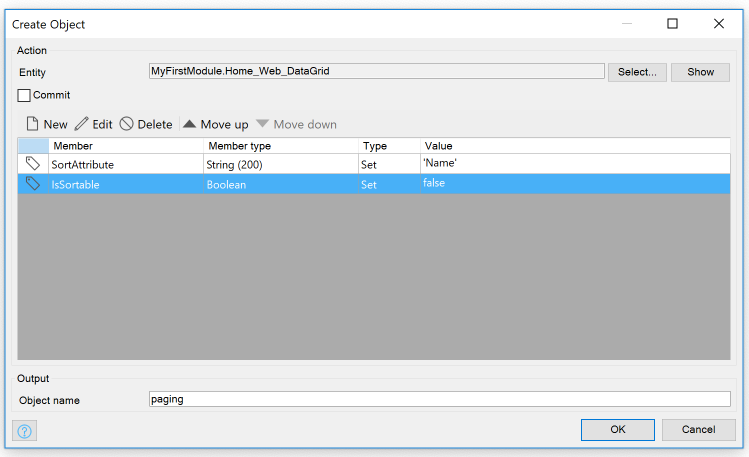 Create Object
Action
Entity MyFirstModule.Home_Web_DataGrid Select... Show
Commit
New Edit Delete Move up Move down
Member Member type Type Value
SortAttribute String (200) Set 'Name'
IsSortable Boolean Set false
Output
Object name paging
? OK Cancel